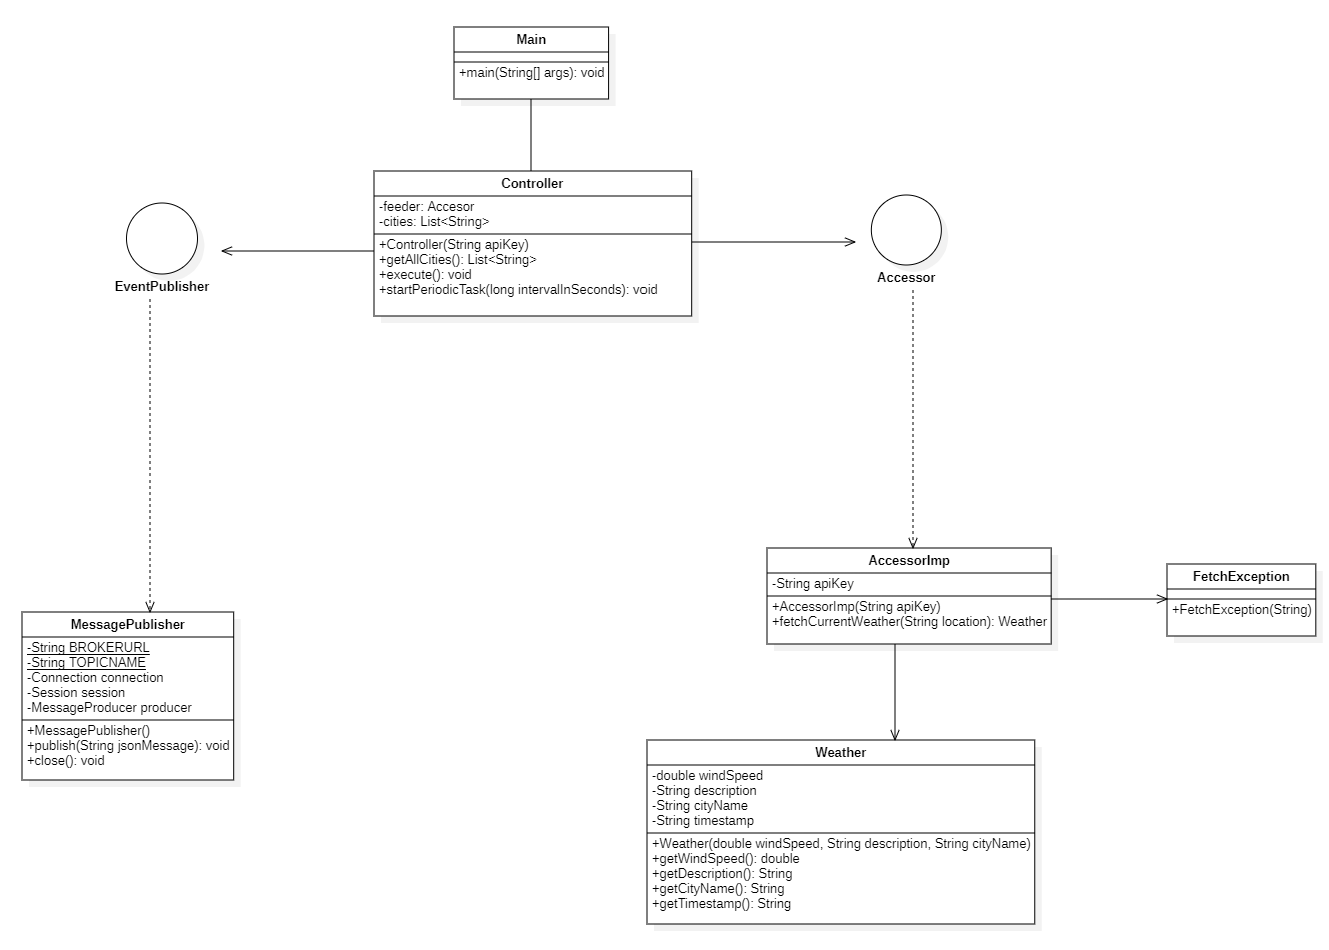 Main
+main(String[] args): void
Controller
-feeder: Accesor
-cities: List<String>
+Controller(String apiKey)
+getAllCities(): List<String>
+execute(): void
+startPeriodicTask(long intervalInSeconds): void
EventPublisher
Accessor
AccessorImp
-String apiKey
+AccessorImp(String apiKey)
+fetchCurrentWeather(String location): Weather
FetchException
+FetchException(String)
MessagePublisher
-String BROKERURL
-String TOPICNAME
-Connection connection
-Session session
-MessageProducer producer
+MessagePublisher()
+publish(String jsonMessage): void
+close(): void
Weather
-double windSpeed
-String description
-String cityName
-String timestamp
+Weather(double windSpeed, String description, String cityName)
+getWindSpeed(): double
+getDescription(): String
+getCityName(): String
+getTimestamp(): String